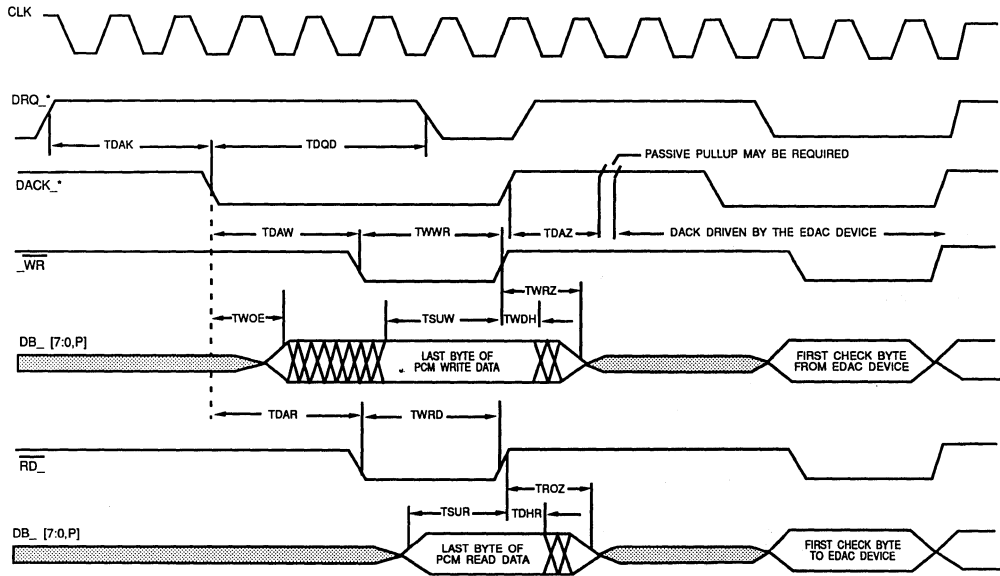 CLK
DRQ_*
TDAK
TDQD
PASSIVE PULLUP MAY BE REQUIRED
DACK_*
TDAW
TWWR
TDAZ
DACK DRIVEN BY THE EDAC DEVICE
_WR
TWRZ
TWOE
TSUW
TWDH
DB_ [7:0,P]
LAST BYTE OF
PCM WRITE DATA
FIRST CHECK BYTE
FROM EDAC DEVICE
TDAR
TWRD
RD_
TROZ
TSUR
TDHR
DB_ [7:0,P]
LAST BYTE OF
PCM READ DATA
FIRST CHECK BYTE
TO EDAC DEVICE